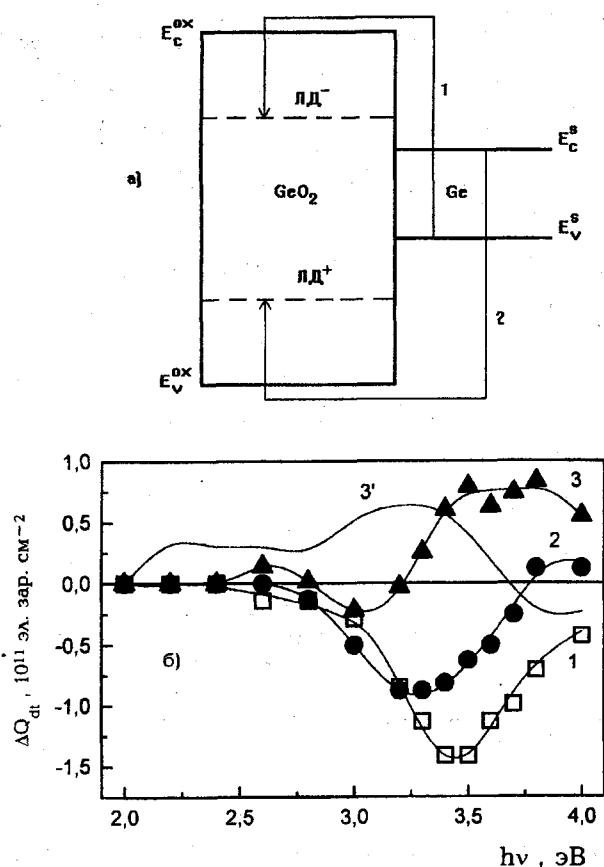 E_c^ox
ЛД⁻
1
E_c^s
а)
GeO₂
Ge
E_v^s
ЛД⁺
2
E_v^ox
1,0
3
3'
0,5
2
0,0
-0,5
б)
1
-1,0
-1,5
ΔQ_dt , 10¹¹ эл. зар. см⁻²
2,0 2,5 3,0 3,5 4,0
hν , эВ